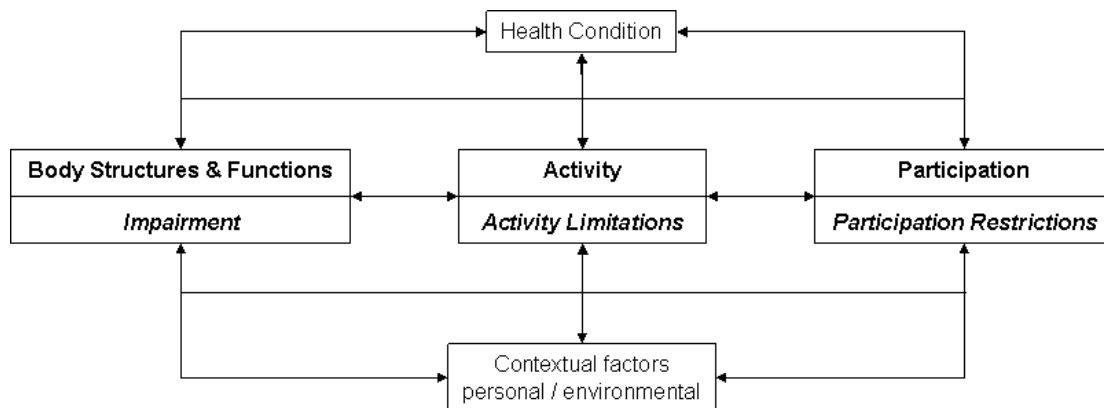 Health Condition
Body Structures & Functions
Impairment
Activity
Activity Limitations
Participation
Participation Restrictions
Contextual factors
personal / environmental